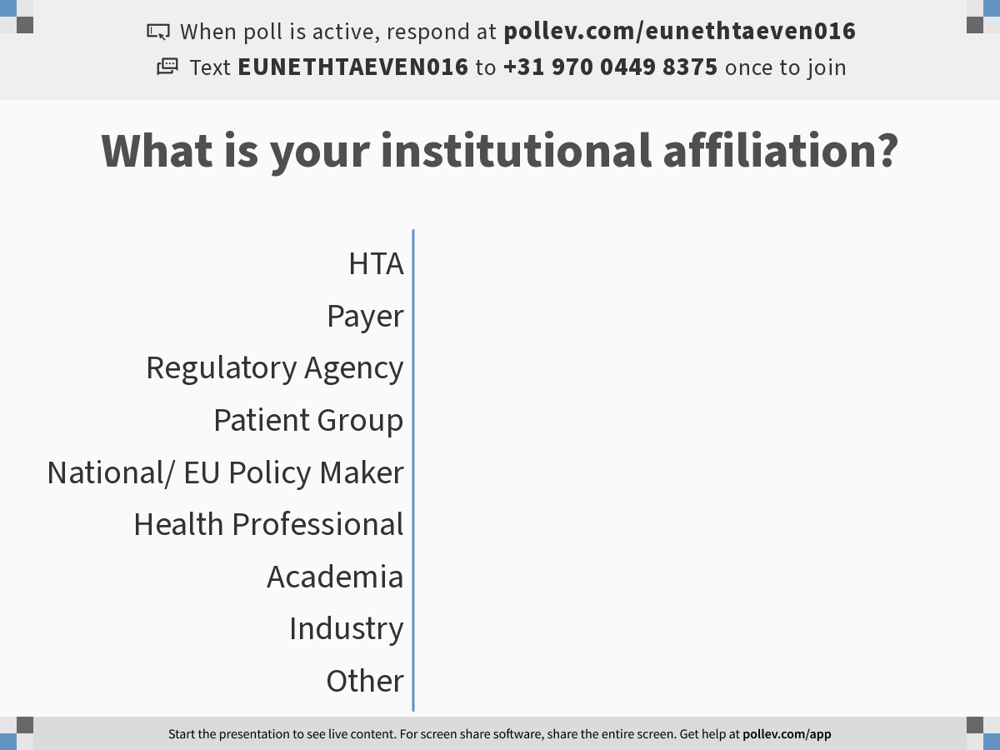 When poll is active, respond at pollev.com/eunethtaeven016
Text EUNETHTAEVEN016 to +31 970 0449 8375 once to join
What is your institutional affiliation?
HTA
Payer
Regulatory Agency
Patient Group
National/ EU Policy Maker
Health Professional
Academia
Industry
Other
Start the presentation to see live content. For screen share software, share the entire screen. Get help at pollev.com/app